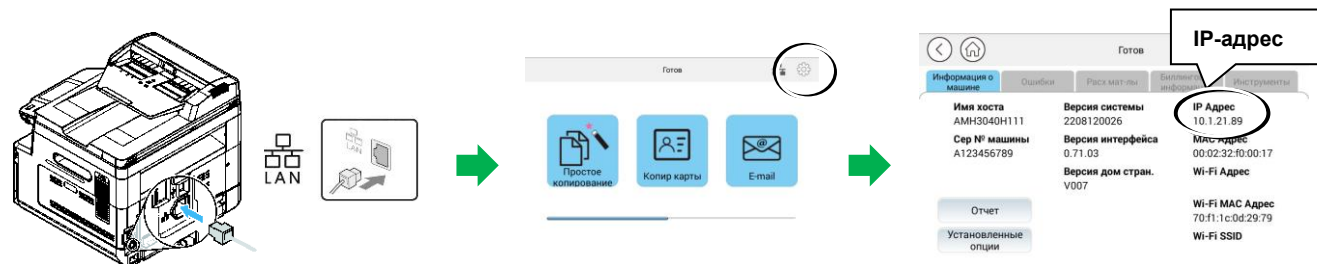 LAN
LAN
Готов
Простое
копирование
Копир карты
E-mail
IP-адрес
Готов
Информация о
машине
Ошибки
Расх мат-лы
Инструменты
Имя хоста
AMH3040H111
Сер № машины
A123456789
Версия системы
2208120026
Версия интерфейса
0.71.03
Версия дом стран.
V007
IP Адрес
10.1.21.89
MAC Адрес
00:02:32:f0:00:17
Wi-Fi Адрес
Wi-Fi MAC Адрес
70:f1:1c:0d:29:79
Wi-Fi SSID
Отчет
Установленные
опции